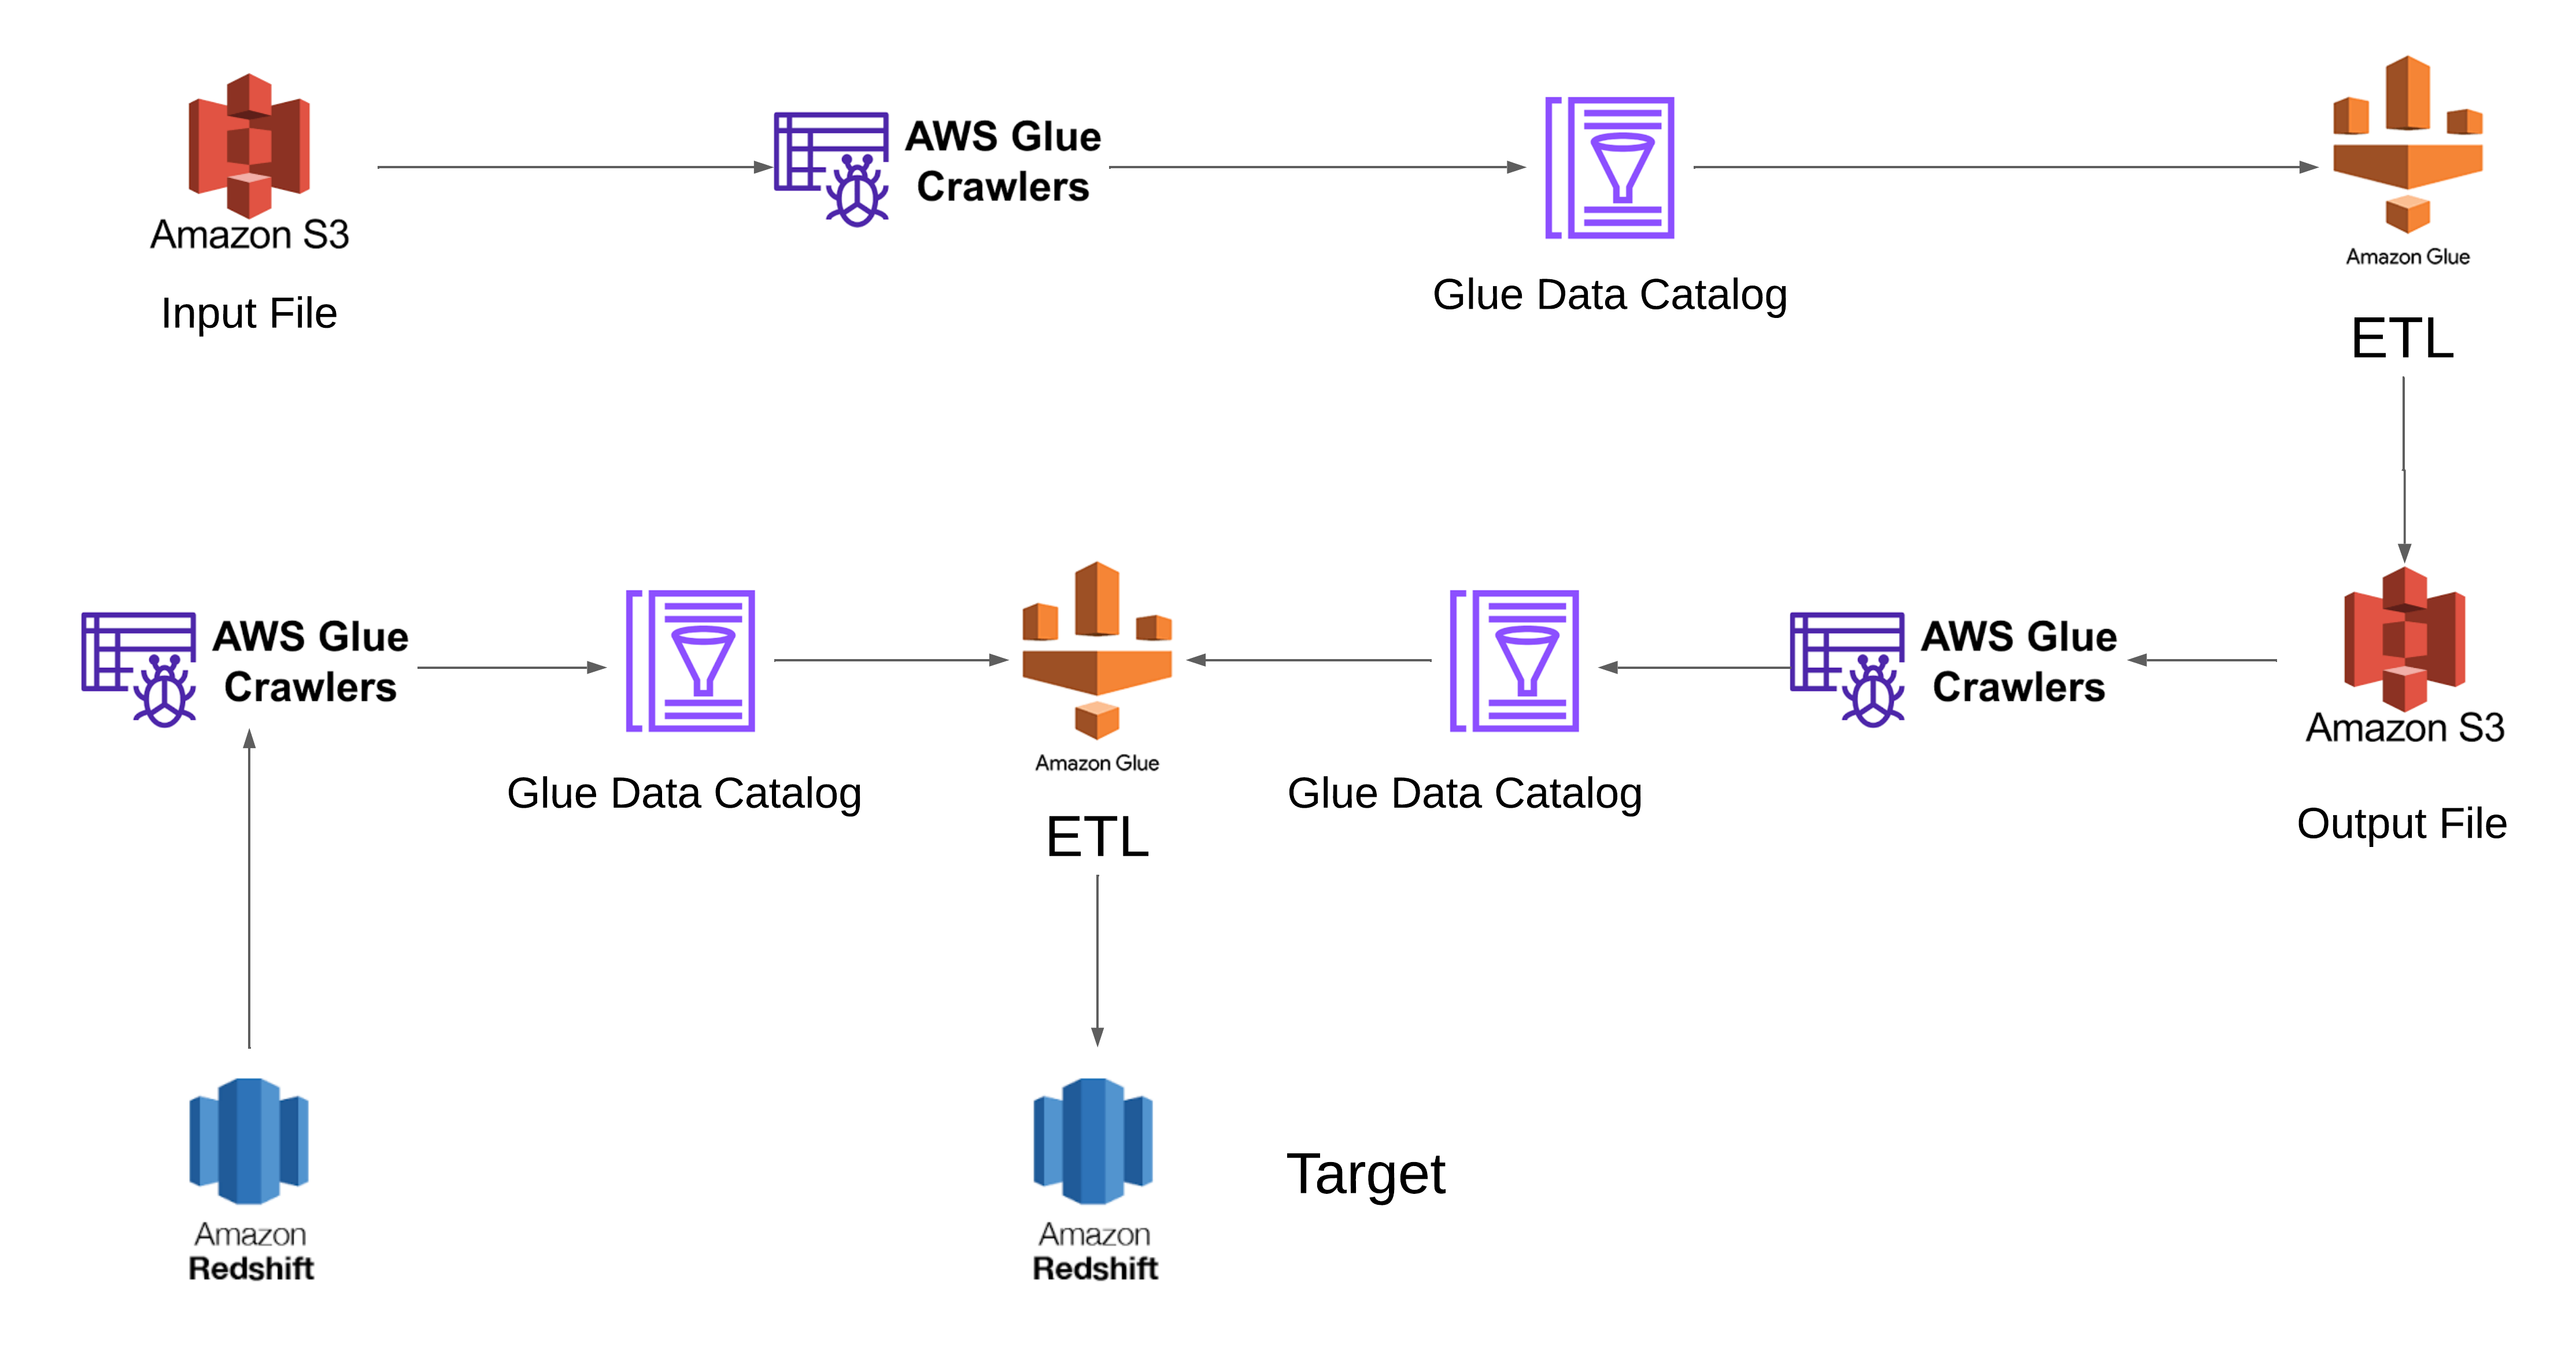 Amazon S3
Input File
AWS Glue
Crawlers
Glue Data Catalog
Amazon Glue
ETL
AWS Glue
Crawlers
Glue Data Catalog
Amazon Glue
ETL
Glue Data Catalog
AWS Glue
Crawlers
Amazon S3
Output File
Amazon
Redshift
Amazon
Redshift
Target